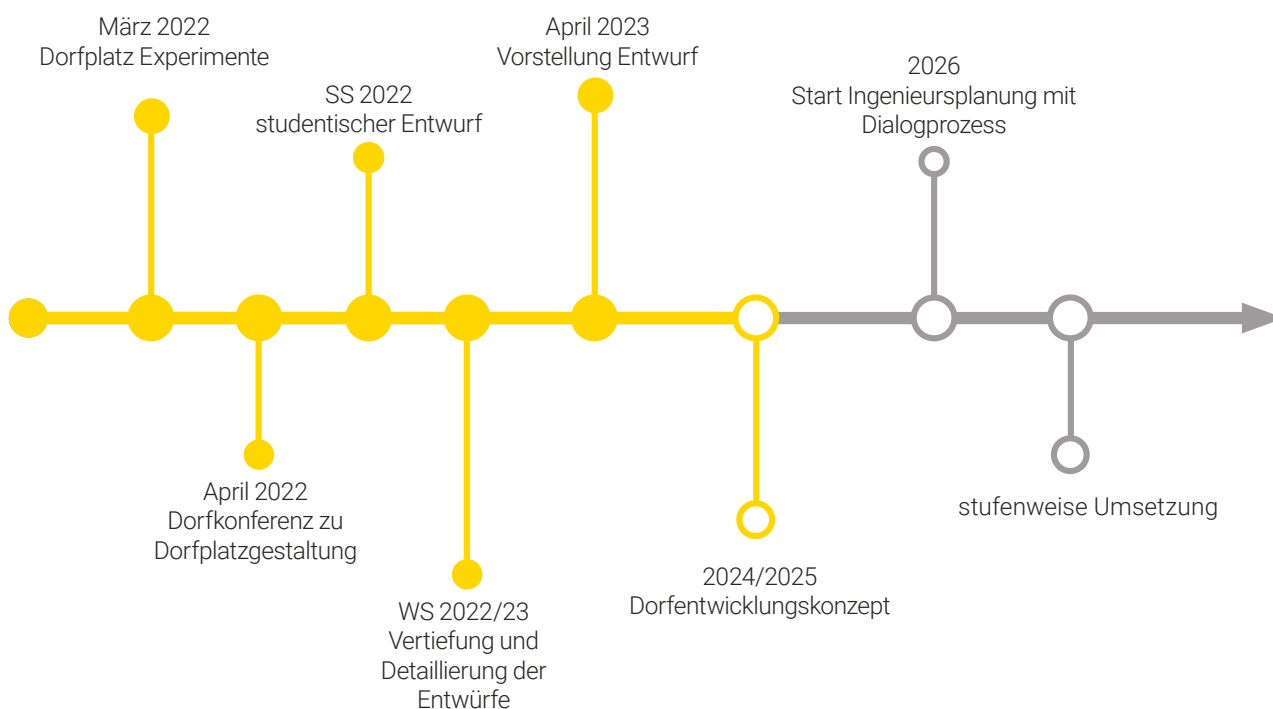 März 2022
Dorfplatz Experimente
April 2022
Dorfkonferenz zu
Dorfplatzgestaltung
SS 2022
studentischer Entwurf
WS 2022/23
Vertiefung und
Detaillierung der
Entwürfe
April 2023
Vorstellung Entwurf
2024/2025
Dorfentwicklungskonzept
2026
Start Ingenieursplanung mit
Dialogprozess
stufenweise Umsetzung